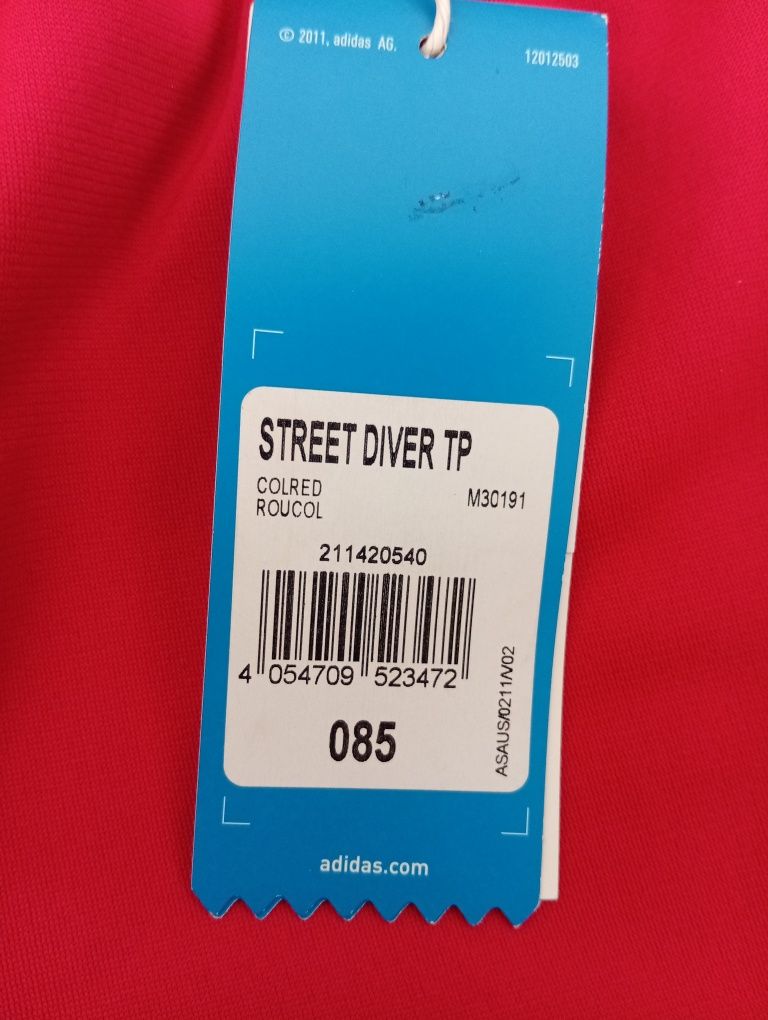 © 2011, adidas AG.
12012503
STREET DIVER TP
COLRED
ROUCOL
M30191
211420540
4 054709 523472
085
ASAUS/0211/V02
adidas.com